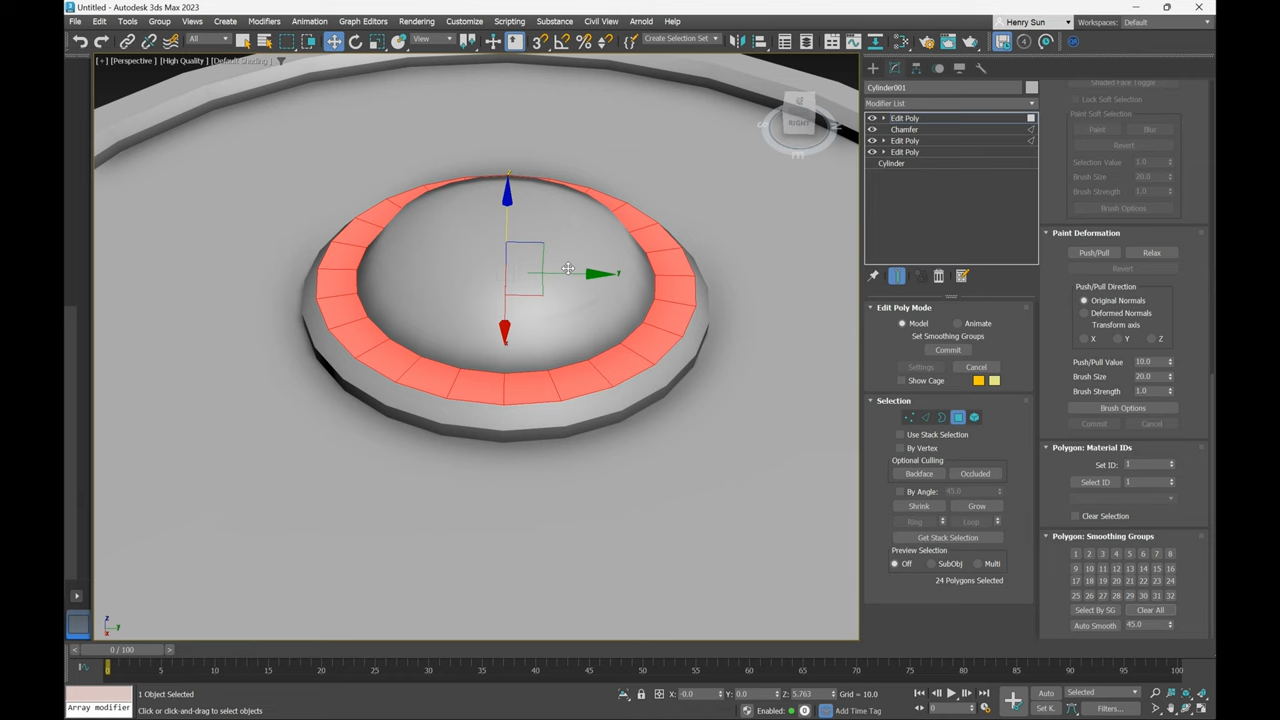 Untitled - Autodesk 3ds Max 2023
File Edit Tools Group Views Create Modifiers Animation Graph Editors Rendering Customize Scripting Substance Civil View Arnold Help
Henry Sun
Workspaces: Default
All
View
Create Selection Set
[+] [Perspective] [High Quality] [Default Shading]
RIGHT
Cylinder001
Modifier List
Edit Poly
Chamfer
Edit Poly
Edit Poly
Cylinder
Edit Poly Mode
Model Animate
Set Smoothing Groups
Commit
Settings Cancel
Show Cage
Selection
Use Stack Selection
By Vertex
Optional Culling
Backface Occluded
By Angle: 45.0
Shrink Grow
Ring Loop
Get Stack Selection
Preview Selection
Off SubObj Multi
24 Polygons Selected
Shaded Face Toggle
Lock Soft Selection
Paint Soft Selection
Paint Blur
Revert
Selection Value 1.0
Brush Size 20.0
Brush Strength 1.0
Brush Options
Paint Deformation
Push/Pull Relax
Revert
Push/Pull Direction
Original Normals
Deformed Normals
Transform axis
X Y Z
Push/Pull Value 10.0
Brush Size 20.0
Brush Strength 1.0
Brush Options
Commit Cancel
Polygon: Material IDs
Set ID: 1
Select ID 1
Clear Selection
Polygon: Smoothing Groups
1 2 3 4 5 6 7 8
9 10 11 12 13 14 15 16
17 18 19 20 21 22 23 24
25 26 27 28 29 30 31 32
Select By SG Clear All
Auto Smooth 45.0
0 / 100
0 5 10 15 20 25 30 35 40 45 50 55 60 65 70 75 80 85 90 95 100
Array modifier
1 Object Selected
Click or click-and-drag to select objects
X: -0.0 Y: 0.0 Z: 5.763 Grid = 10.0
Enabled: Add Time Tag
0
Auto Selected
Set K. Filters...